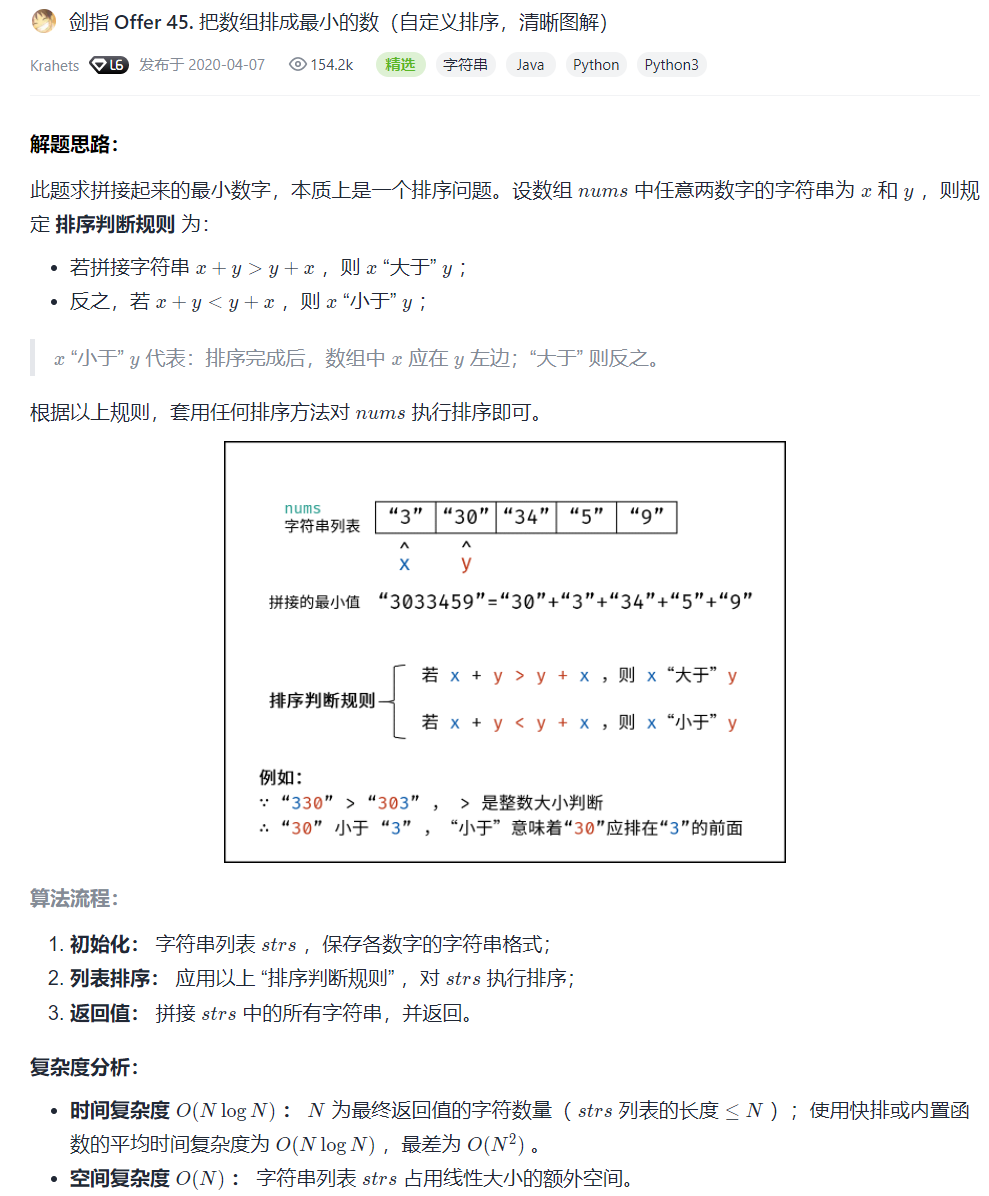 剑指 Offer 45. 把数组排成最小的数（自定义排序，清晰图解）
Krahets L6 发布于 2020-04-07 154.2k 精选 字符串 Java Python Python3
解题思路：
此题求拼接起来的最小数字，本质上是一个排序问题。设数组 nums 中任意两数字的字符串为 x 和 y ，则规
定 排序判断规则 为：
• 若拼接字符串 x + y > y + x ，则 x “大于” y ；
• 反之，若 x + y < y + x ，则 x “小于” y ；
x “小于” y 代表：排序完成后，数组中 x 应在 y 左边；“大于” 则反之。
根据以上规则，套用任何排序方法对 nums 执行排序即可。
nums
字符串列表 “3” “30” “34” “5” “9”
^ ^
x y
拼接的最小值 “3033459”=“30”+“3”+“34”+“5”+“9”
若 x + y > y + x ，则 x “大于” y
排序判断规则
若 x + y < y + x ，则 x “小于” y
例如：
∵ “330” > “303” ， > 是整数大小判断
∴ “30” 小于 “3” ，“小于” 意味着“30”应排在“3”的前面
算法流程：
1. 初始化： 字符串列表 strs ，保存各数字的字符串格式；
2. 列表排序： 应用以上 “排序判断规则” ，对 strs 执行排序；
3. 返回值： 拼接 strs 中的所有字符串，并返回。
复杂度分析：
• 时间复杂度 O(N log N) ： N 为最终返回值的字符数量（ strs 列表的长度 ≤ N ）；使用快排或内置函
数的平均时间复杂度为 O(N log N) ，最差为 O(N²) 。
• 空间复杂度 O(N) ： 字符串列表 strs 占用线性大小的额外空间。